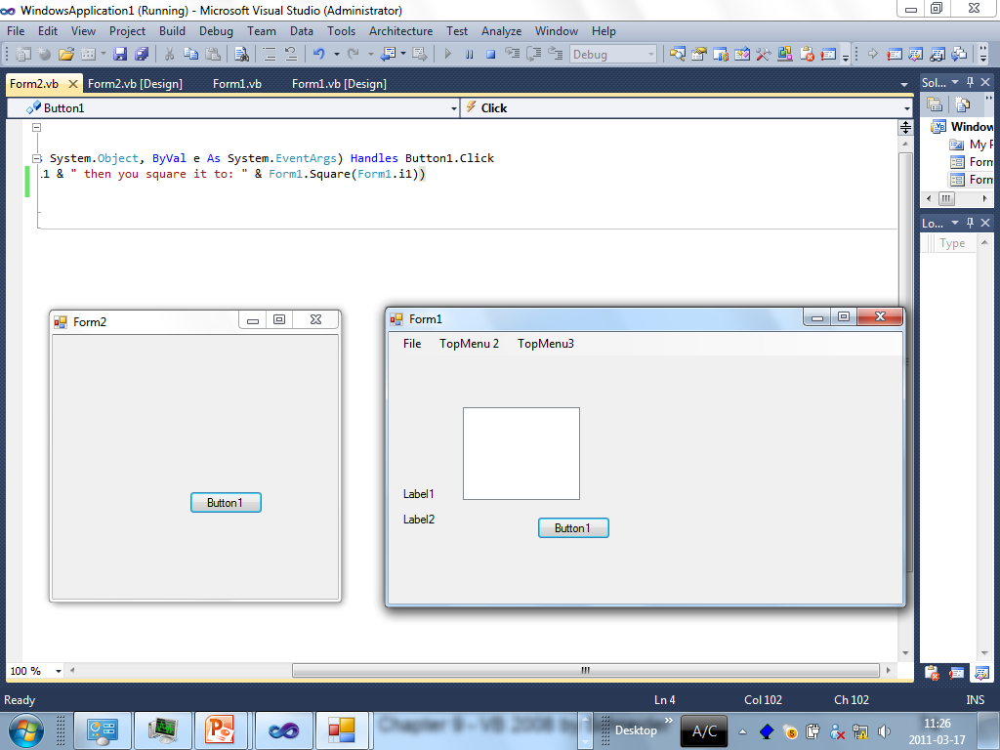 WindowsApplication1 (Running) - Microsoft Visual Studio (Administrator)
File Edit View Project Build Debug Team Data Tools Architecture Test Analyze Window Help
Debug
Form2.vb Form2.vb [Design] Form1.vb Form1.vb [Design]
Sol...
Button1 Click
System.Object, ByVal e As System.EventArgs) Handles Button1.Click
.1 & " then you square it to: " & Form1.Square(Form1.i1))
Window
My P
Form
Form
Lo...
Type
Form2
Button1
Form1
File TopMenu 2 TopMenu3
Label1
Label2
Button1
100 %
Ready Ln 4 Col 102 Ch 102 INS
Chapter 9 - VB 2008 by
Desktop
A/C
11:26
2011-03-17